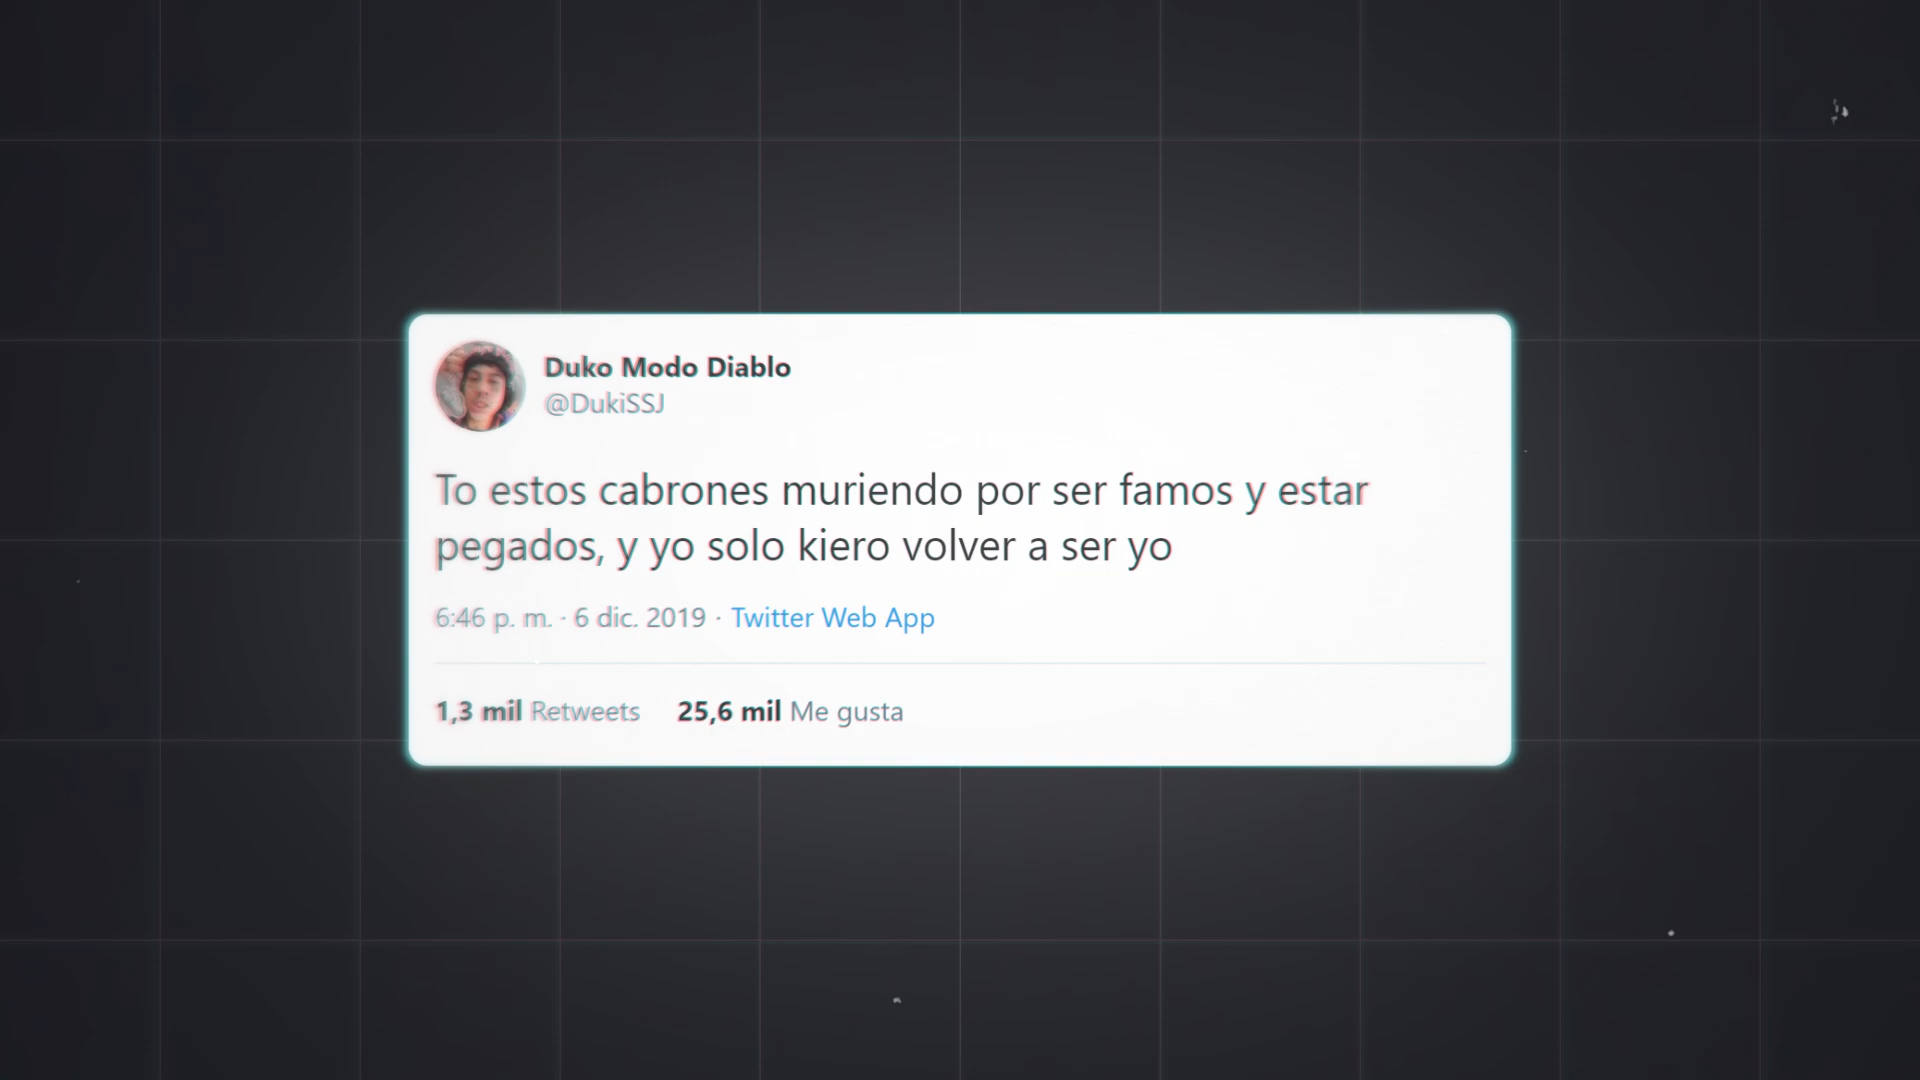 Duko Modo Diablo
@DukiSSJ
To estos cabrones muriendo por ser famos y estar
pegados, y yo solo kiero volver a ser yo
6:46 p. m. · 6 dic. 2019 · Twitter Web App
1,3 mil Retweets 25,6 mil Me gusta